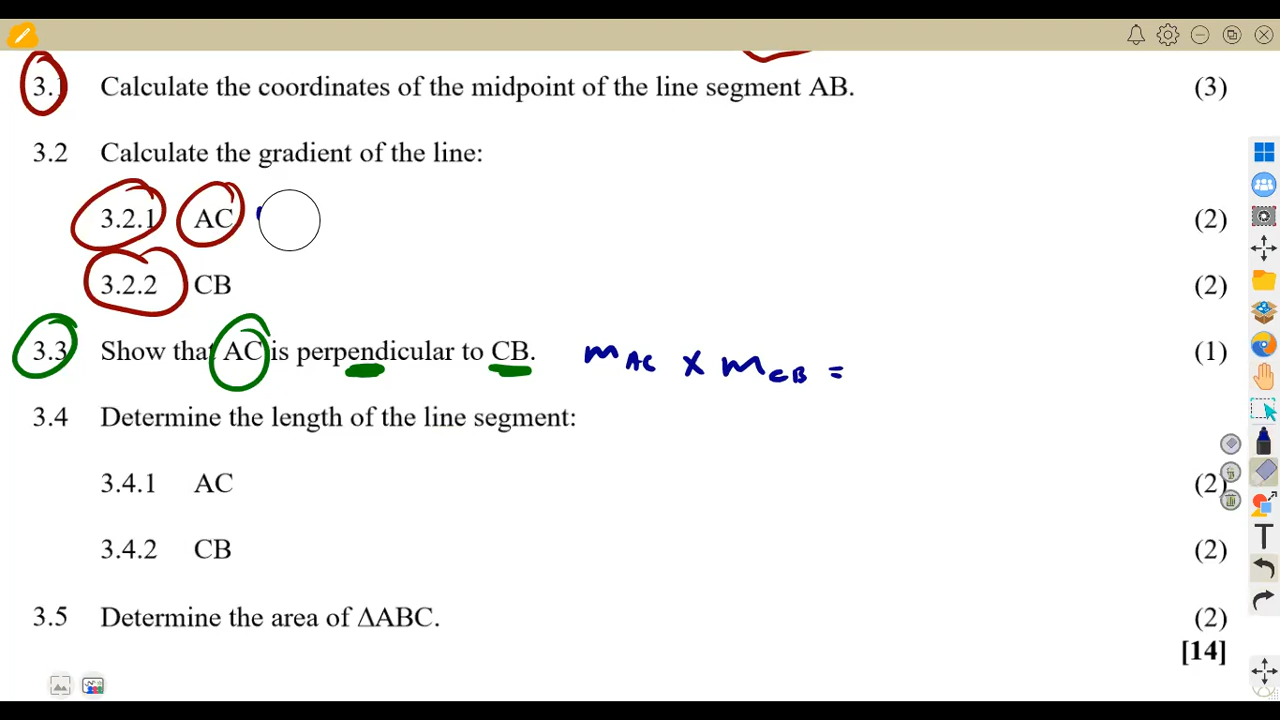 3.1 Calculate the coordinates of the midpoint of the line segment AB. (3)
3.2 Calculate the gradient of the line:
3.2.1 AC (2)
3.2.2 CB (2)
3.3 Show that AC is perpendicular to CB. m_AC × m_CB = (1)
3.4 Determine the length of the line segment:
3.4.1 AC (2)
3.4.2 CB (2)
3.5 Determine the area of ΔABC. (2)
[14]
T